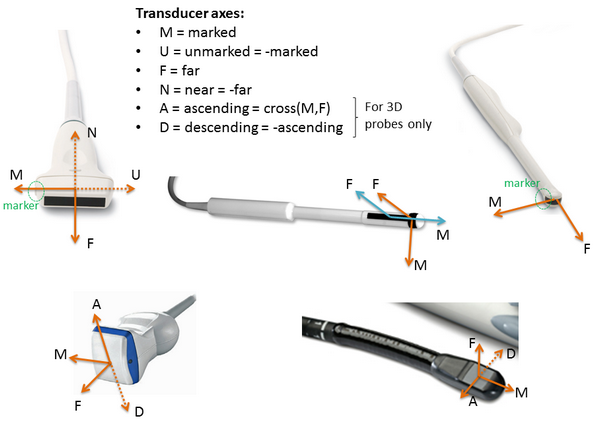 Transducer axes:
• M = marked
• U = unmarked = -marked
• F = far
• N = near = -far
• A = ascending = cross(M,F)
• D = descending = -ascending
For 3D
probes only
N
M
U
marker
F
F
F
M
M
marker
M
F
A
M
F
D
F
D
A
M